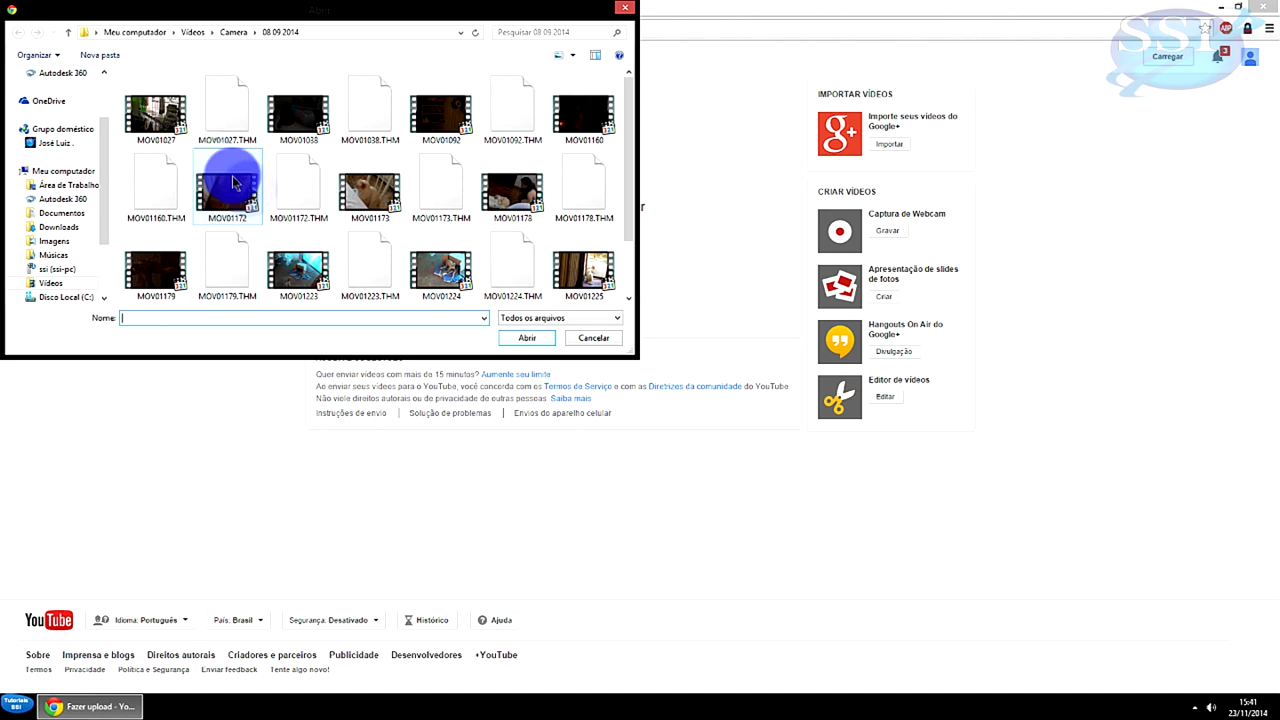 Abrir
Meu computador
Vídeos
Camera
08 09 2014
Pesquisar 08 09 2014
Organizar
Nova pasta
Autodesk 360
OneDrive
Grupo doméstico
José Luiz .
Meu computador
Área de Trabalho
Autodesk 360
Documentos
Downloads
Imagens
Músicas
ssi (ssi-pc)
Vídeos
Disco Local (C:)
MOV01027
MOV01027.THM
MOV01038
MOV01038.THM
MOV01092
MOV01092.THM
MOV01160
MOV01160.THM
MOV01172
MOV01172.THM
MOV01173
MOV01173.THM
MOV01178
MOV01178.THM
MOV01179
MOV01179.THM
MOV01223
MOV01223.THM
MOV01224
MOV01224.THM
MOV01225
Nome:
Todos os arquivos
Abrir
Cancelar
SSI
Carregar
3
IMPORTAR VÍDEOS
Importe seus vídeos do
Google+
Importar
CRIAR VÍDEOS
Captura de Webcam
Gravar
Apresentação de slides
de fotos
Criar
Hangouts On Air do
Google+
Divulgação
Editor de vídeos
Editar
Quer enviar vídeos com mais de 15 minutos? Aumente seu limite
Ao enviar seus vídeos para o YouTube, você concorda com os Termos de Serviço e com as Diretrizes da comunidade do YouTube
Não viole direitos autorais ou de privacidade de outras pessoas. Saiba mais
Instruções de envio
Solução de problemas
Envios do aparelho celular
YouTube
Idioma: Português
País: Brasil
Segurança: Desativado
Histórico
Ajuda
Sobre
Imprensa e blogs
Direitos autorais
Criadores e parceiros
Publicidade
Desenvolvedores
+YouTube
Termos
Privacidade
Política e Segurança
Enviar feedback
Tente algo novo!
Tutoriais
SSI
Fazer upload - Yo...
15:41
23/11/2014